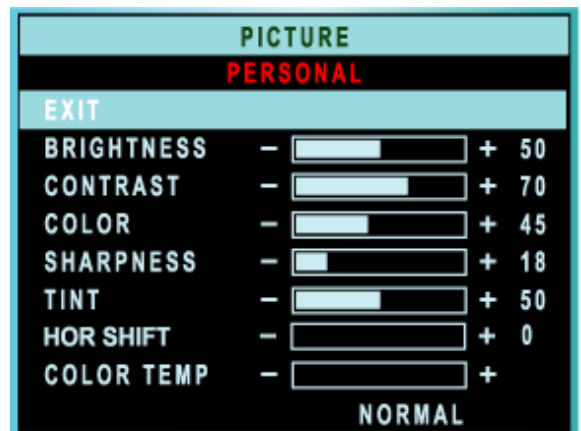 PICTURE
PERSONAL
EXIT
BRIGHTNESS - + 50
CONTRAST - + 70
COLOR - + 45
SHARPNESS - + 18
TINT - + 50
HOR SHIFT - + 0
COLOR TEMP - +
NORMAL